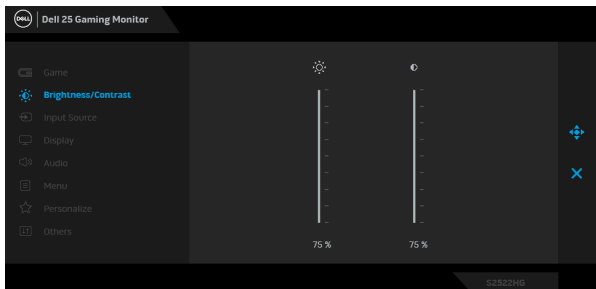 DELL
Dell 25 Gaming Monitor
Game
Brightness/Contrast
Input Source
Display
Audio
Menu
Personalize
Others
75 %
75 %
S2522HG